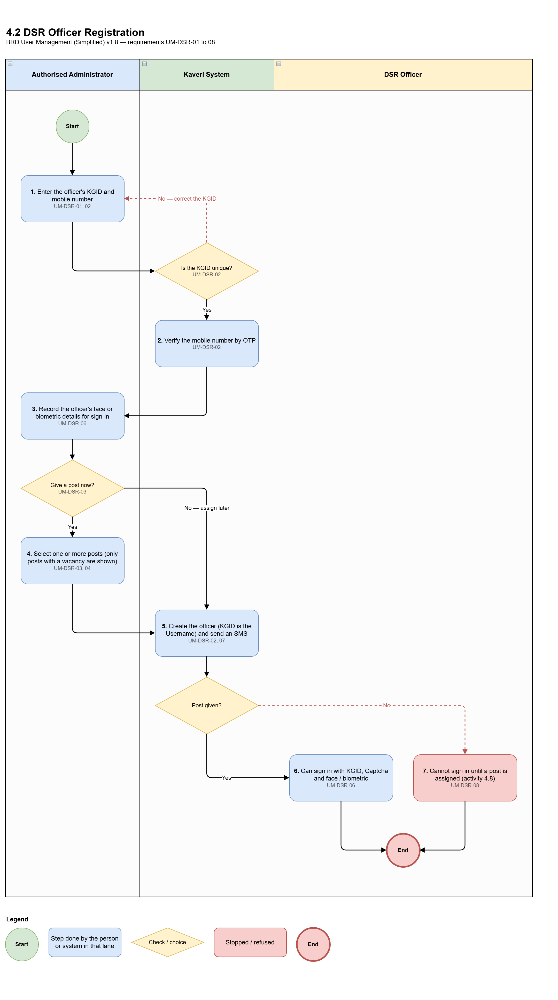 4.2 DSR Officer Registration
BRD User Management (Simplified) v1.8 — requirements UM-DSR-01 to 08
Authorised Administrator
Kaveri System
DSR Officer
Start
1. Enter the officer's KGID and
mobile number
UM-DSR-01, 02
No — correct the KGID
Is the KGID unique?
UM-DSR-02
Yes
2. Verify the mobile number by OTP
UM-DSR-02
3. Record the officer's face or
biometric details for sign-in
UM-DSR-06
Give a post now?
UM-DSR-03
No — assign later
Yes
4. Select one or more posts (only
posts with a vacancy are shown)
UM-DSR-03, 04
5. Create the officer (KGID is the
Username) and send an SMS
UM-DSR-02, 07
Post given?
No
Yes
6. Can sign in with KGID, Captcha
and face / biometric
UM-DSR-06
7. Cannot sign in until a post is
assigned (activity 4.8)
UM-DSR-08
End
Legend
Start
Step done by the person
or system in that lane
Check / choice
Stopped / refused
End